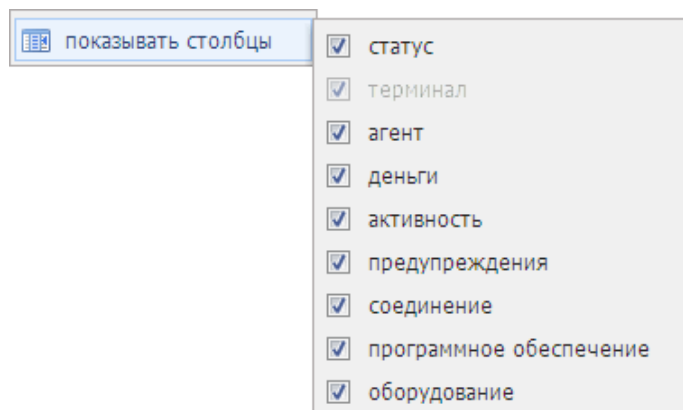 показывать столбцы
статус
терминал
агент
деньги
активность
предупреждения
соединение
программное обеспечение
оборудование